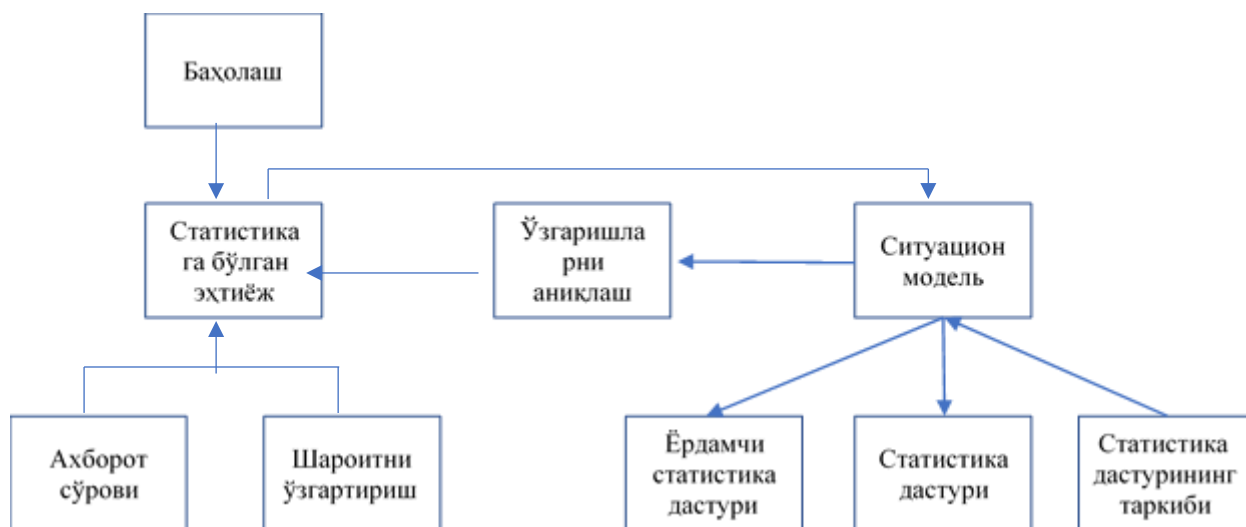 Баҳолаш
Статистика
га бўлган
эҳтиёж
Ўзгаришла
рни
аниқлаш
Ситуацион
модель
Ахборот
сўрови
Шароитни
ўзгартириш
Ёрдамчи
статистика
дастури
Статистика
дастури
Статистика
дастурининг
таркиби